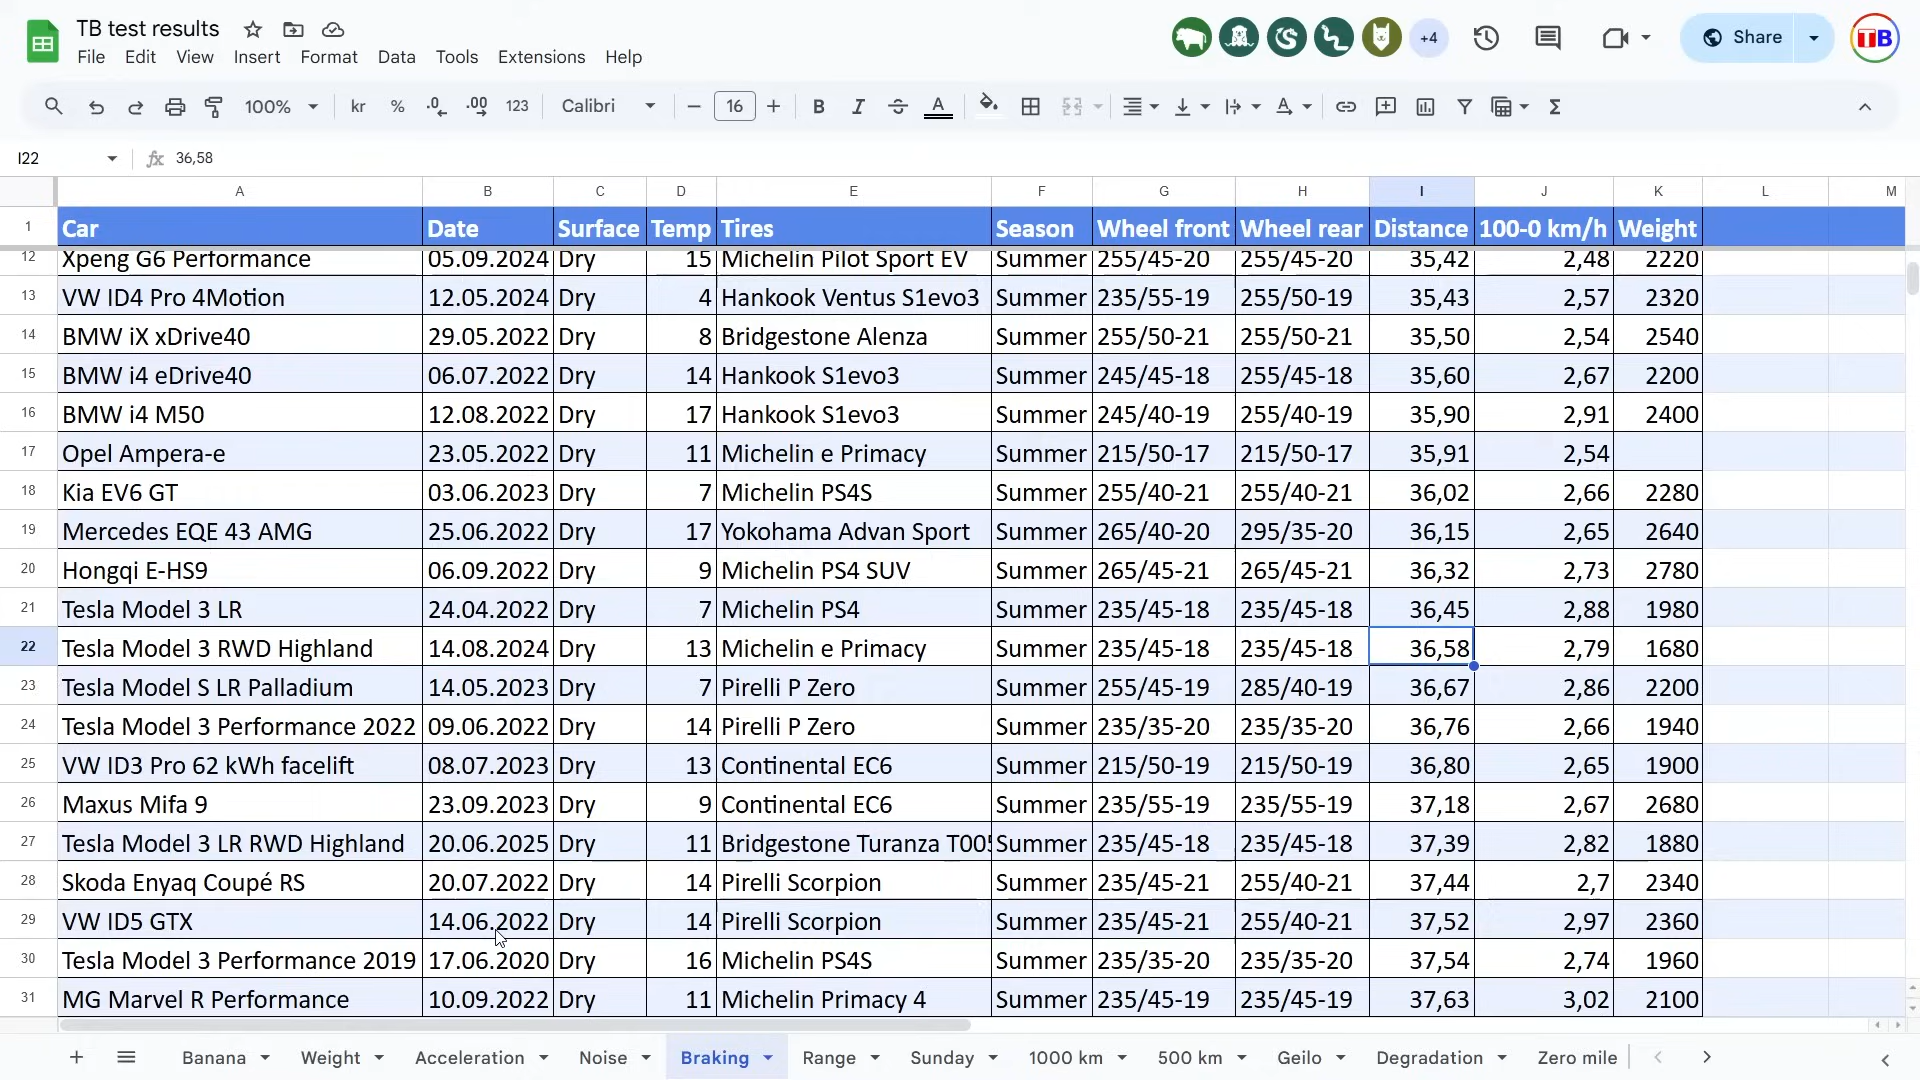 TB test results
File Edit View Insert Format Data Tools Extensions Help
+4
Share
TB
100% kr % .0 .00 123 Calibri 16 B I S A
I22 fx 36,58
A B C D E F G H I J K L M
1 Car Date Surface Temp Tires Season Wheel front Wheel rear Distance 100-0 km/h Weight
12 Xpeng G6 Performance 05.09.2024 Dry 15 Michelin Pilot Sport EV Summer 255/45-20 255/45-20 35,42 2,48 2220
13 VW ID4 Pro 4Motion 12.05.2024 Dry 4 Hankook Ventus S1evo3 Summer 235/55-19 255/50-19 35,43 2,57 2320
14 BMW iX xDrive40 29.05.2022 Dry 8 Bridgestone Alenza Summer 255/50-21 255/50-21 35,50 2,54 2540
15 BMW i4 eDrive40 06.07.2022 Dry 14 Hankook S1evo3 Summer 245/45-18 255/45-18 35,60 2,67 2200
16 BMW i4 M50 12.08.2022 Dry 17 Hankook S1evo3 Summer 245/40-19 255/40-19 35,90 2,91 2400
17 Opel Ampera-e 23.05.2022 Dry 11 Michelin e Primacy Summer 215/50-17 215/50-17 35,91 2,54
18 Kia EV6 GT 03.06.2023 Dry 7 Michelin PS4S Summer 255/40-21 255/40-21 36,02 2,66 2280
19 Mercedes EQE 43 AMG 25.06.2022 Dry 17 Yokohama Advan Sport Summer 265/40-20 295/35-20 36,15 2,65 2640
20 Hongqi E-HS9 06.09.2022 Dry 9 Michelin PS4 SUV Summer 265/45-21 265/45-21 36,32 2,73 2780
21 Tesla Model 3 LR 24.04.2022 Dry 7 Michelin PS4 Summer 235/45-18 235/45-18 36,45 2,88 1980
22 Tesla Model 3 RWD Highland 14.08.2024 Dry 13 Michelin e Primacy Summer 235/45-18 235/45-18 36,58 2,79 1680
23 Tesla Model S LR Palladium 14.05.2023 Dry 7 Pirelli P Zero Summer 255/45-19 285/40-19 36,67 2,86 2200
24 Tesla Model 3 Performance 2022 09.06.2022 Dry 14 Pirelli P Zero Summer 235/35-20 235/35-20 36,76 2,66 1940
25 VW ID3 Pro 62 kWh facelift 08.07.2023 Dry 13 Continental EC6 Summer 215/50-19 215/50-19 36,80 2,65 1900
26 Maxus Mifa 9 23.09.2023 Dry 9 Continental EC6 Summer 235/55-19 235/55-19 37,18 2,67 2680
27 Tesla Model 3 LR RWD Highland 20.06.2025 Dry 11 Bridgestone Turanza T005 Summer 235/45-18 235/45-18 37,39 2,82 1880
28 Skoda Enyaq Coupé RS 20.07.2022 Dry 14 Pirelli Scorpion Summer 235/45-21 255/40-21 37,44 2,7 2340
29 VW ID5 GTX 14.06.2022 Dry 14 Pirelli Scorpion Summer 235/45-21 255/40-21 37,52 2,97 2360
30 Tesla Model 3 Performance 2019 17.06.2020 Dry 16 Michelin PS4S Summer 235/35-20 235/35-20 37,54 2,74 1960
31 MG Marvel R Performance 10.09.2022 Dry 11 Michelin Primacy 4 Summer 235/45-19 235/45-19 37,63 3,02 2100
Banana Weight Acceleration Noise Braking Range Sunday 1000 km 500 km Geilo Degradation Zero mile